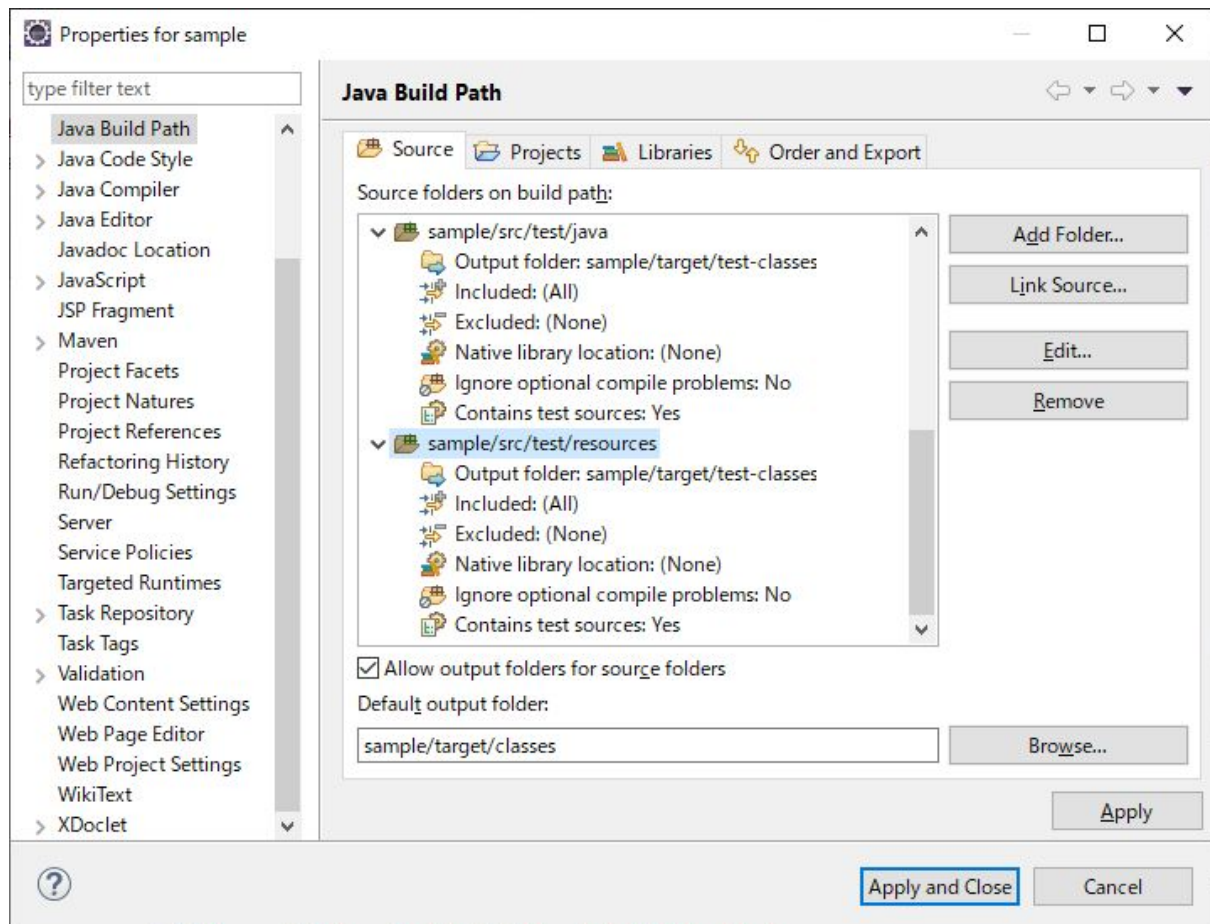 Properties for sample
type filter text
Java Build Path
Java Code Style
Java Compiler
Java Editor
Javadoc Location
JavaScript
JSP Fragment
Maven
Project Facets
Project Natures
Project References
Refactoring History
Run/Debug Settings
Server
Service Policies
Targeted Runtimes
Task Repository
Task Tags
Validation
Web Content Settings
Web Page Editor
Web Project Settings
WikiText
XDoclet
Java Build Path
Source Projects Libraries Order and Export
Source folders on build path:
sample/src/test/java
Output folder: sample/target/test-classes
Included: (All)
Excluded: (None)
Native library location: (None)
Ignore optional compile problems: No
Contains test sources: Yes
sample/src/test/resources
Output folder: sample/target/test-classes
Included: (All)
Excluded: (None)
Native library location: (None)
Ignore optional compile problems: No
Contains test sources: Yes
Add Folder...
Link Source...
Edit...
Remove
Allow output folders for source folders
Default output folder:
sample/target/classes
Browse...
Apply
Apply and Close
Cancel